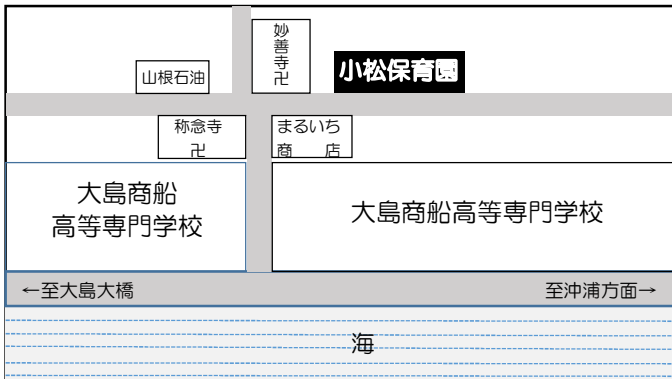 妙善寺
卍
山根石油
小松保育園
称念寺
卍
まるいち
商　店
大島商船
高等専門学校
大島商船高等専門学校
←至大島大橋
至沖浦方面→
海